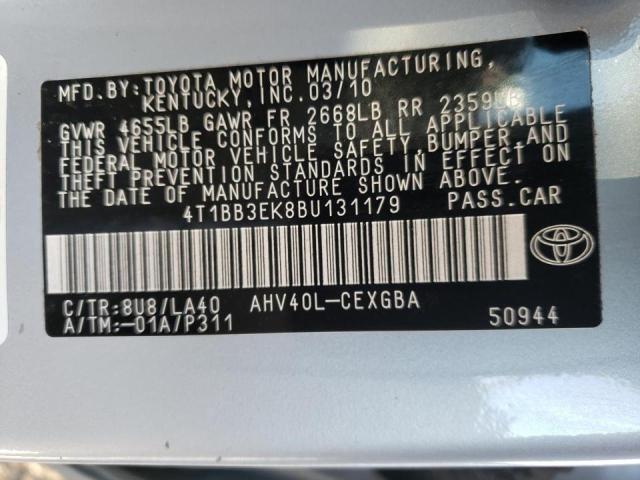 MFD.BY:TOYOTA MOTOR MANUFACTURING,
KENTUCKY,INC.03/10
GVWR 4655LB GAWR FR 2668LB RR 2359LB
THIS VEHICLE CONFORMS TO ALL APPLICABLE
FEDERAL MOTOR VEHICLE SAFETY,BUMPER,AND
THEFT PREVENTION STANDARDS IN EFFECT ON
THE DATE OF MANUFACTURE SHOWN ABOVE.
4T1BB3EK8BU131179 PASS.CAR
C/TR:8U8/LA40 AHV40L-CEXGBA
A/TM:-01A/P311 50944